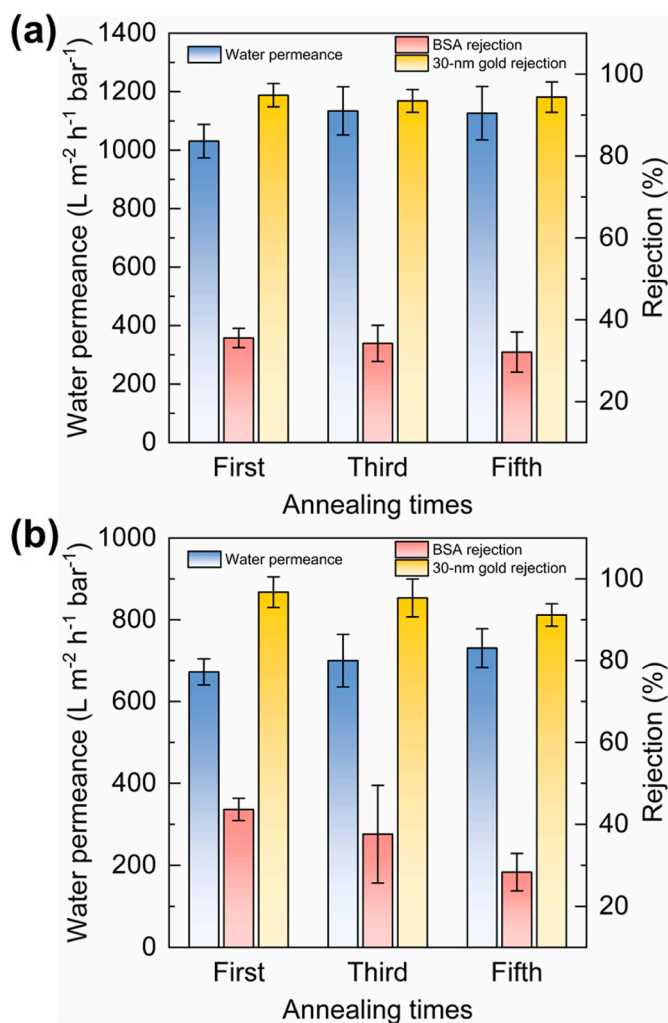 (a)
Water permeance (L m⁻² h⁻¹ bar⁻¹)
1400
1200
1000
800
600
400
200
0
Water permeance
BSA rejection
30-nm gold rejection
100
80
60
40
20
Rejection (%)
First Third Fifth
Annealing times
(b)
Water permeance (L m⁻² h⁻¹ bar⁻¹)
1000
800
600
400
200
0
Water permeance
BSA rejection
30-nm gold rejection
100
80
60
40
20
Rejection (%)
First Third Fifth
Annealing times